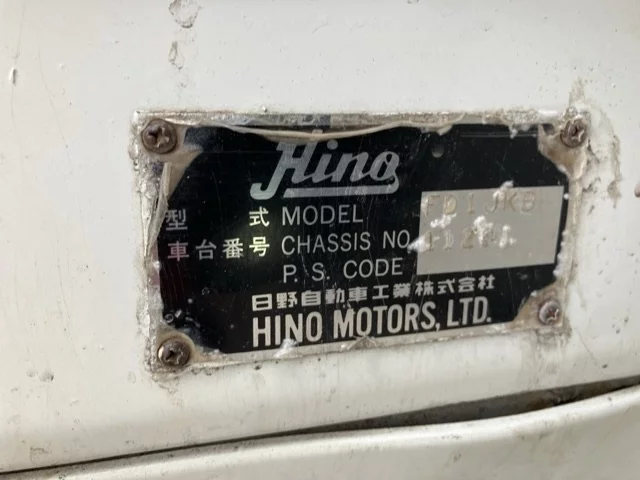 Hino
型 式 MODEL
車台番号 CHASSIS NO.
P. S. CODE
日野自動車工業株式会社
HINO MOTORS, LTD.